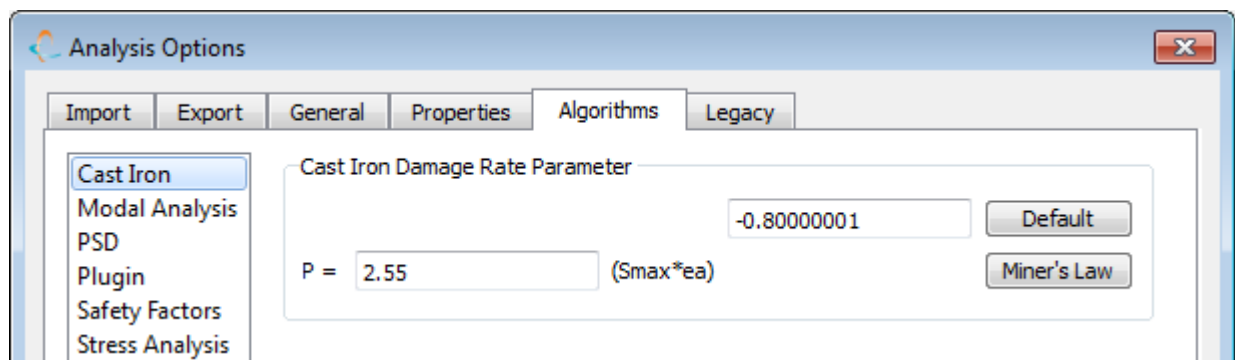 Analysis Options
Import Export General Properties Algorithms Legacy
Cast Iron
Modal Analysis
PSD
Plugin
Safety Factors
Stress Analysis
Cast Iron Damage Rate Parameter
-0.80000001 Default
P = 2.55 (Smax*ea) Miner's Law